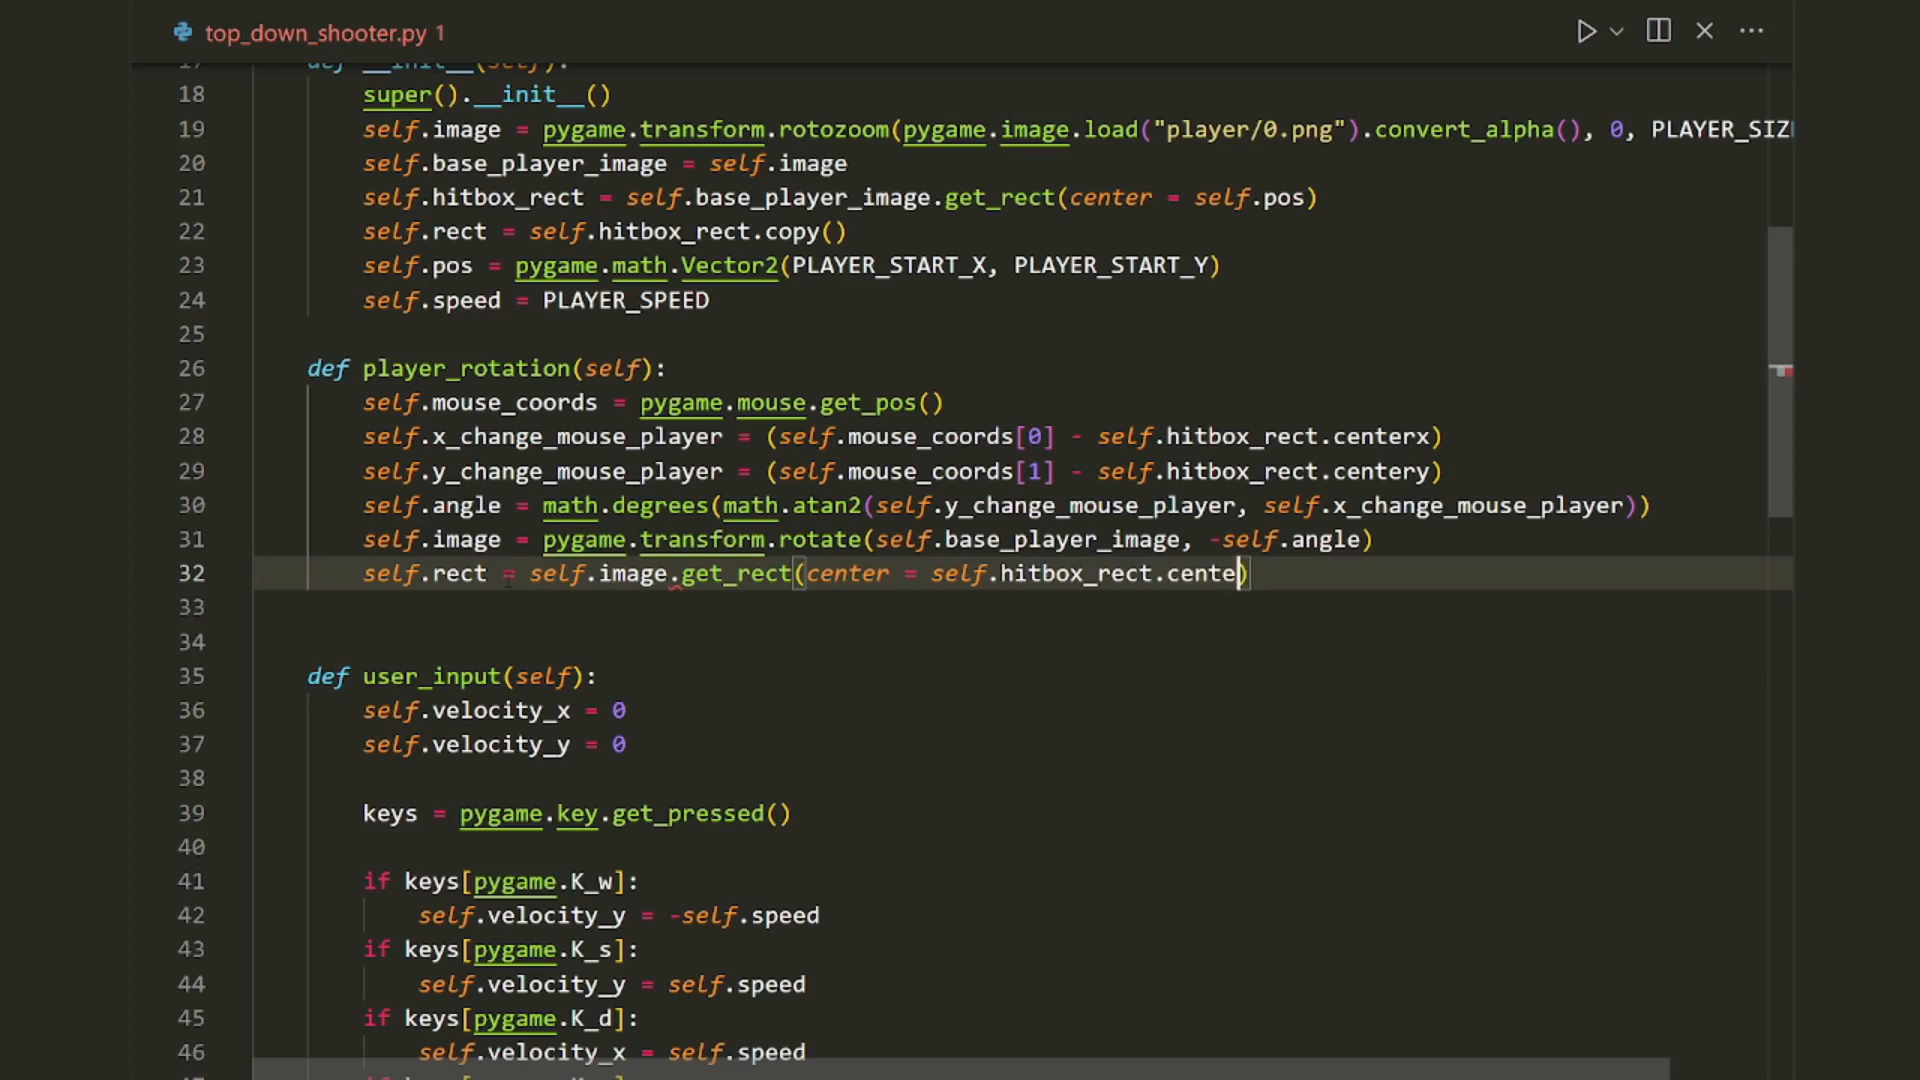 top_down_shooter.py 1
17 def __init__(self):
18 super().__init__()
19 self.image = pygame.transform.rotozoom(pygame.image.load("player/0.png").convert_alpha(), 0, PLAYER_SIZ
20 self.base_player_image = self.image
21 self.hitbox_rect = self.base_player_image.get_rect(center = self.pos)
22 self.rect = self.hitbox_rect.copy()
23 self.pos = pygame.math.Vector2(PLAYER_START_X, PLAYER_START_Y)
24 self.speed = PLAYER_SPEED
25
26 def player_rotation(self):
27 self.mouse_coords = pygame.mouse.get_pos()
28 self.x_change_mouse_player = (self.mouse_coords[0] - self.hitbox_rect.centerx)
29 self.y_change_mouse_player = (self.mouse_coords[1] - self.hitbox_rect.centery)
30 self.angle = math.degrees(math.atan2(self.y_change_mouse_player, self.x_change_mouse_player))
31 self.image = pygame.transform.rotate(self.base_player_image, -self.angle)
32 self.rect = self.image.get_rect(center = self.hitbox_rect.cente)
33
34
35 def user_input(self):
36 self.velocity_x = 0
37 self.velocity_y = 0
38
39 keys = pygame.key.get_pressed()
40
41 if keys[pygame.K_w]:
42 self.velocity_y = -self.speed
43 if keys[pygame.K_s]:
44 self.velocity_y = self.speed
45 if keys[pygame.K_d]:
46 self.velocity_x = self.speed